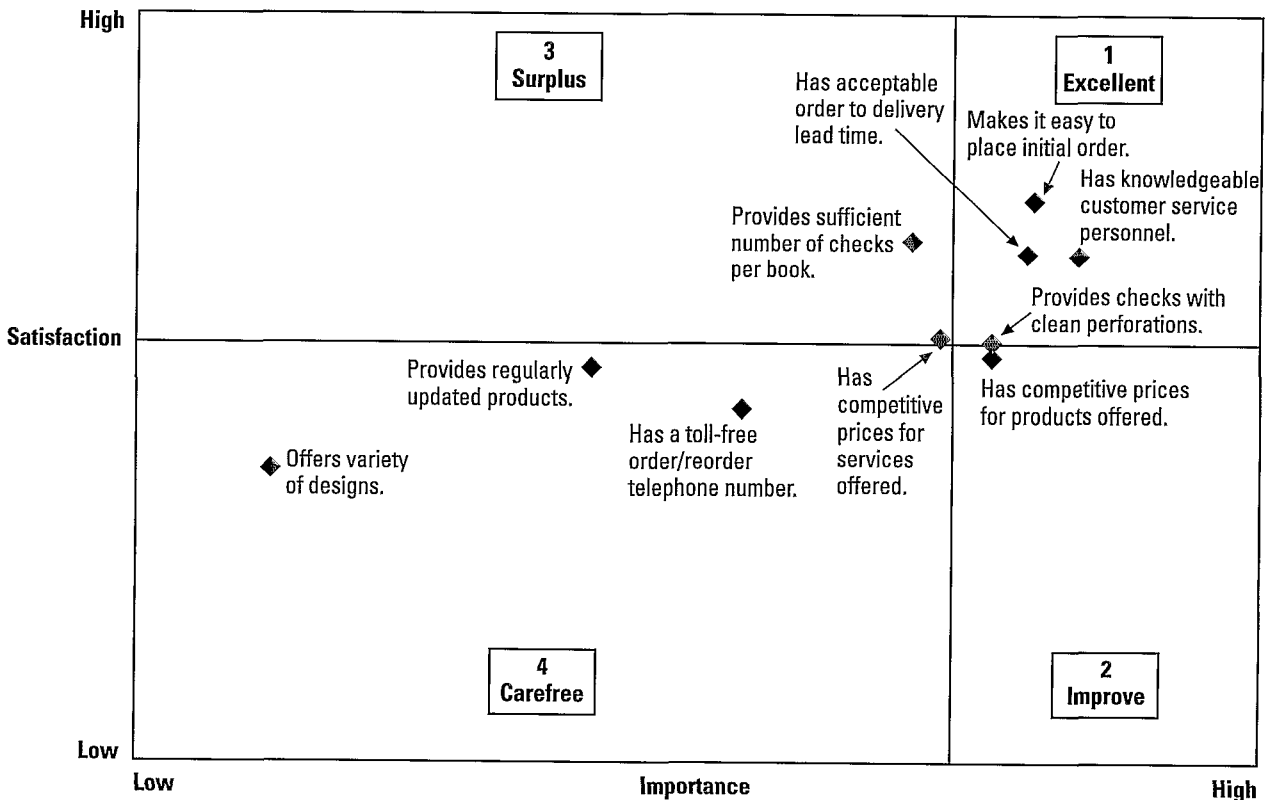 High
3
Surplus
1
Excellent
Has acceptable
order to delivery
lead time.
Makes it easy to
place initial order.
Has knowledgeable
customer service
personnel.
Provides sufficient
number of checks
per book.
Provides checks with
clean perforations.
Satisfaction
Provides regularly
updated products.
Has
competitive
prices for
services
offered.
Has competitive prices
for products offered.
Has a toll-free
order/reorder
telephone number.
Offers variety
of designs.
4
Carefree
2
Improve
Low
Low
Importance
High